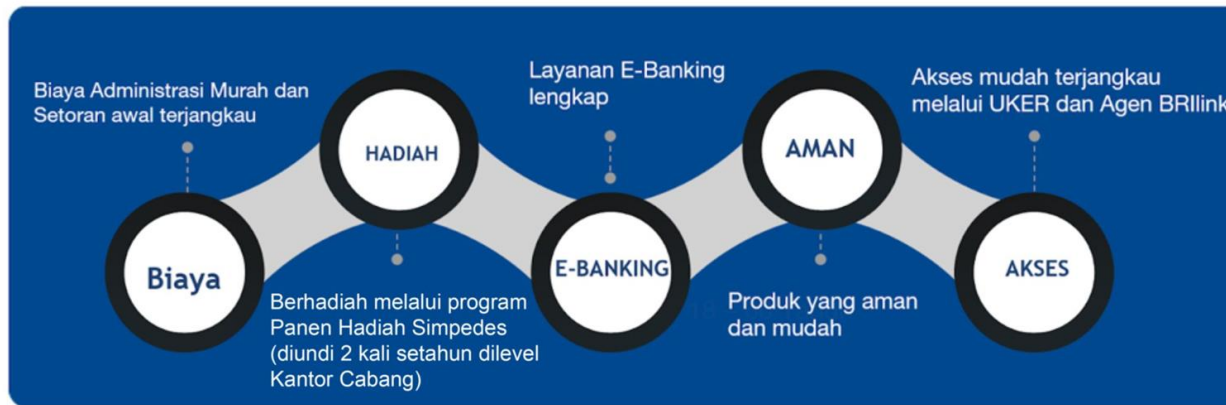 Biaya Administrasi Murah dan
Setoran awal terjangkau
Biaya
HADIAH
Berhadiah melalui program
Panen Hadiah Simpedes
(diundi 2 kali setahun dilevel
Kantor Cabang)
Layanan E-Banking
lengkap
E-BANKING
AMAN
Produk yang aman
dan mudah
Akses mudah terjangkau
melalui UKER dan Agen BRIlink
AKSES